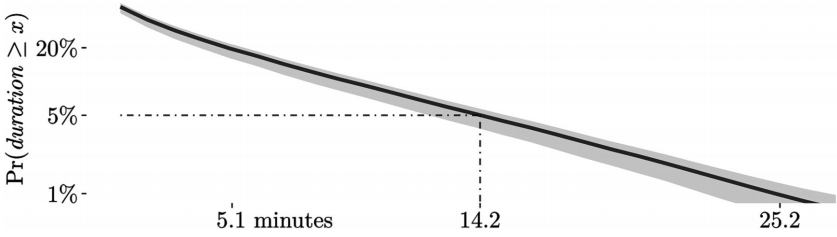 Pr(duration ≥ x)
20%
5%
1%
5.1 minutes
14.2
25.2